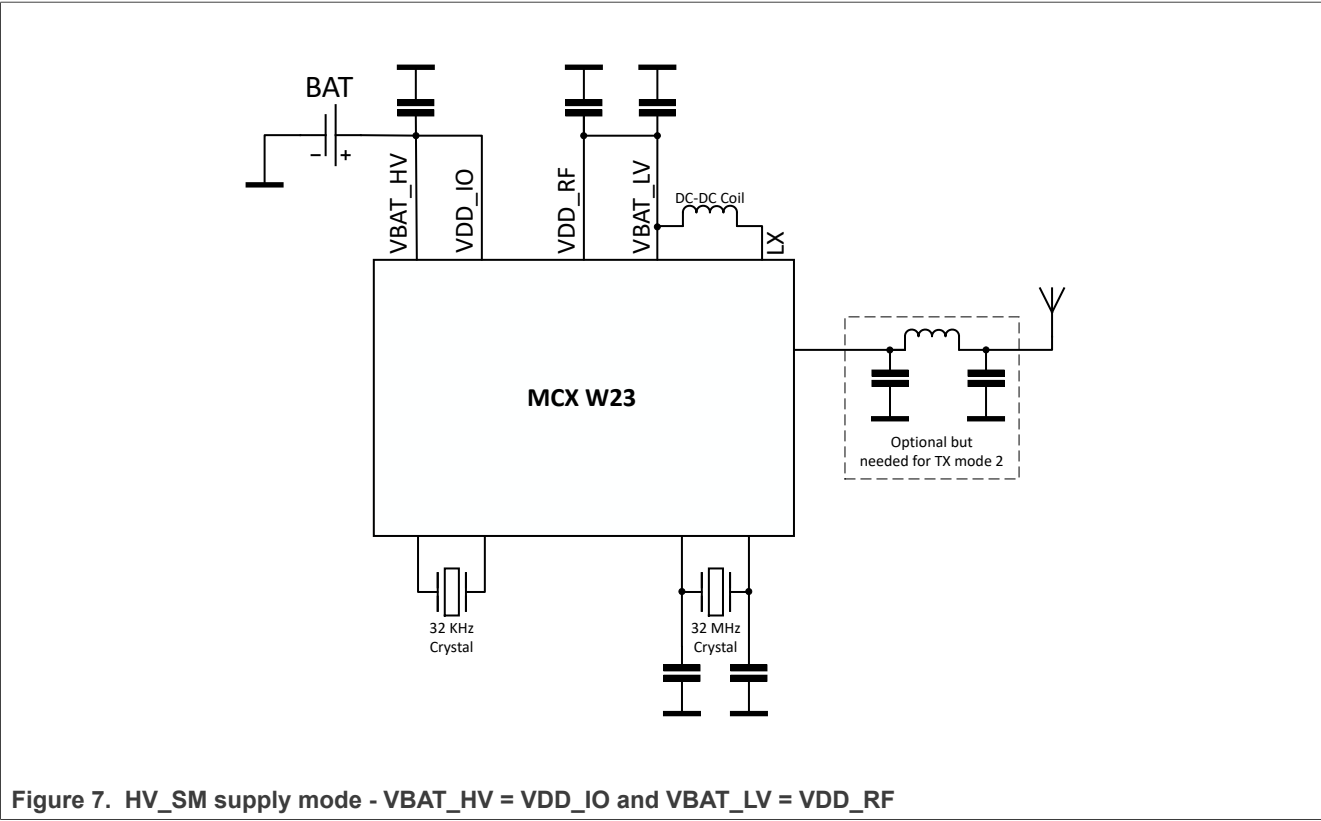 BAT
– +
VBAT_HV
VDD_IO
VDD_RF
VBAT_LV
DC-DC Coil
LX
MCX W23
Optional but
needed for TX mode 2
32 KHz
Crystal
32 MHz
Crystal
Figure 7. HV_SM supply mode - VBAT_HV = VDD_IO and VBAT_LV = VDD_RF